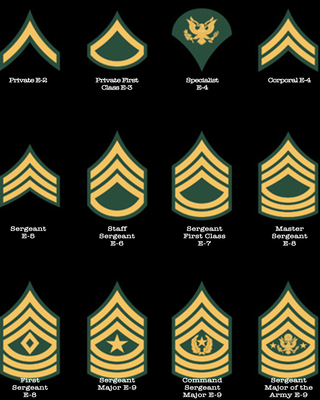 Private E-2
Private First
Class E-3
Specialist
E-4
Corporal E-4
Sergeant
E-5
Staff
Sergeant
E-6
Sergeant
First Class
E-7
Master
Sergeant
E-8
First
Sergeant
E-8
Sergeant
Major E-9
Command
Sergeant
Major E-9
Sergeant
Major of the
Army E-9